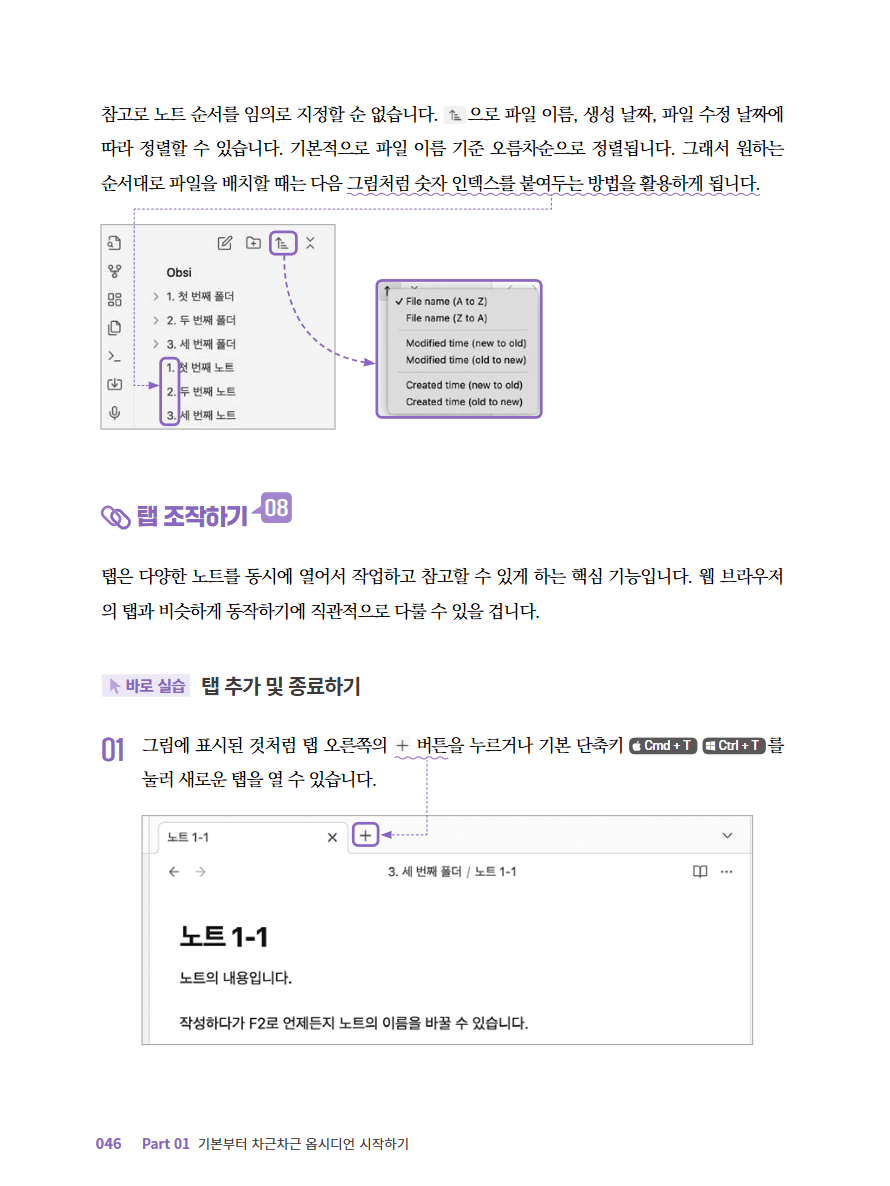 참고로 노트 순서를 임의로 지정할 순 없습니다. 으로 파일 이름, 생성 날짜, 파일 수정 날짜에
따라 정렬할 수 있습니다. 기본적으로 파일 이름 기준 오름차순으로 정렬됩니다. 그래서 원하는
순서대로 파일을 배치할 때는 다음 그림처럼 숫자 인덱스를 붙여두는 방법을 활용하게 됩니다.
Obsi
1. 첫 번째 폴더
2. 두 번째 폴더
3. 세 번째 폴더
1. 첫 번째 노트
2. 두 번째 노트
3. 세 번째 노트
File name (A to Z)
File name (Z to A)
Modified time (new to old)
Modified time (old to new)
Created time (new to old)
Created time (old to new)
탭 조작하기 08
탭은 다양한 노트를 동시에 열어서 작업하고 참고할 수 있게 하는 핵심 기능입니다. 웹 브라우저
의 탭과 비슷하게 동작하기에 직관적으로 다룰 수 있을 겁니다.
바로 실습 탭 추가 및 종료하기
01 그림에 표시된 것처럼 탭 오른쪽의 + 버튼을 누르거나 기본 단축키 Cmd + T Ctrl + T 를
눌러 새로운 탭을 열 수 있습니다.
노트 1-1
3. 세 번째 폴더 / 노트 1-1
노트 1-1
노트의 내용입니다.
작성하다가 F2로 언제든지 노트의 이름을 바꿀 수 있습니다.
046 Part 01 기본부터 차근차근 옵시디언 시작하기